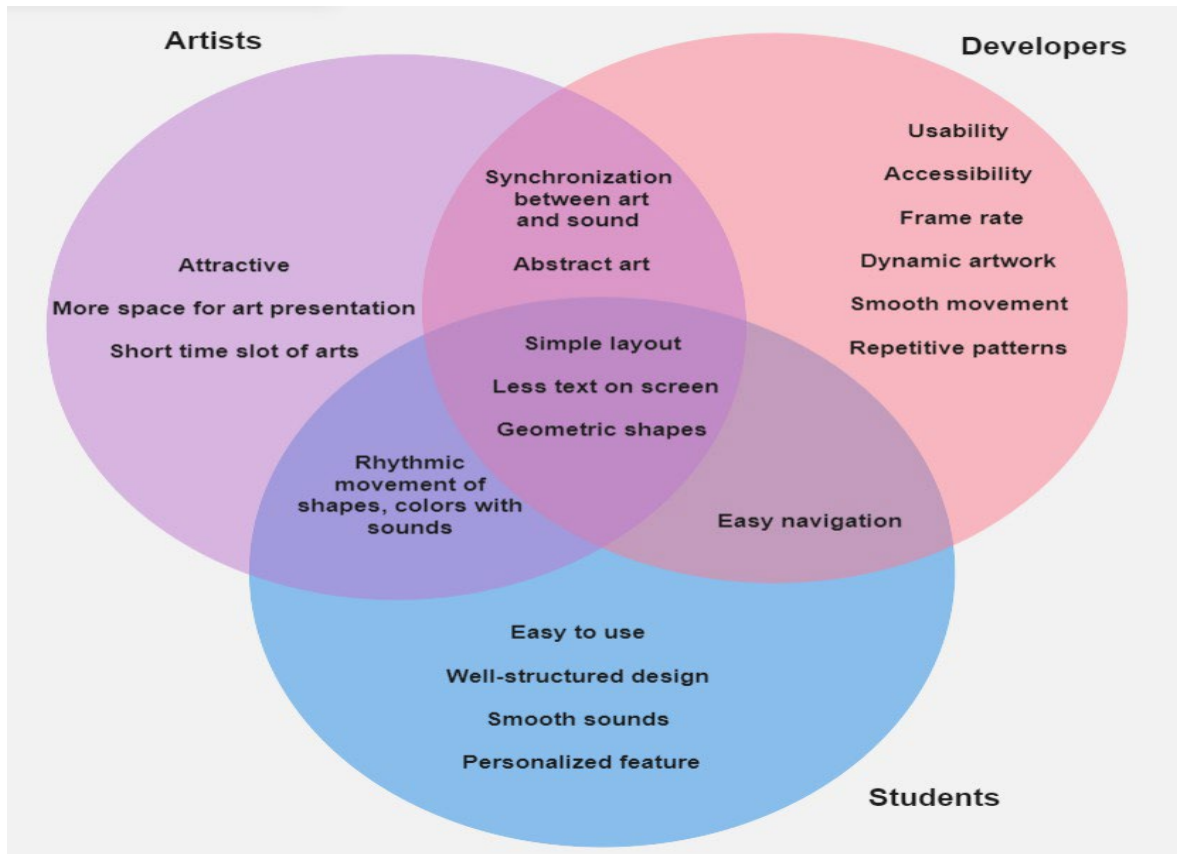 Artists
Developers
Usability
Accessibility
Frame rate
Dynamic artwork
Smooth movement
Repetitive patterns
Synchronization
between art
and sound
Abstract art
Attractive
More space for art presentation
Short time slot of arts
Simple layout
Less text on screen
Geometric shapes
Rhythmic
movement of
shapes, colors with
sounds
Easy navigation
Easy to use
Well-structured design
Smooth sounds
Personalized feature
Students